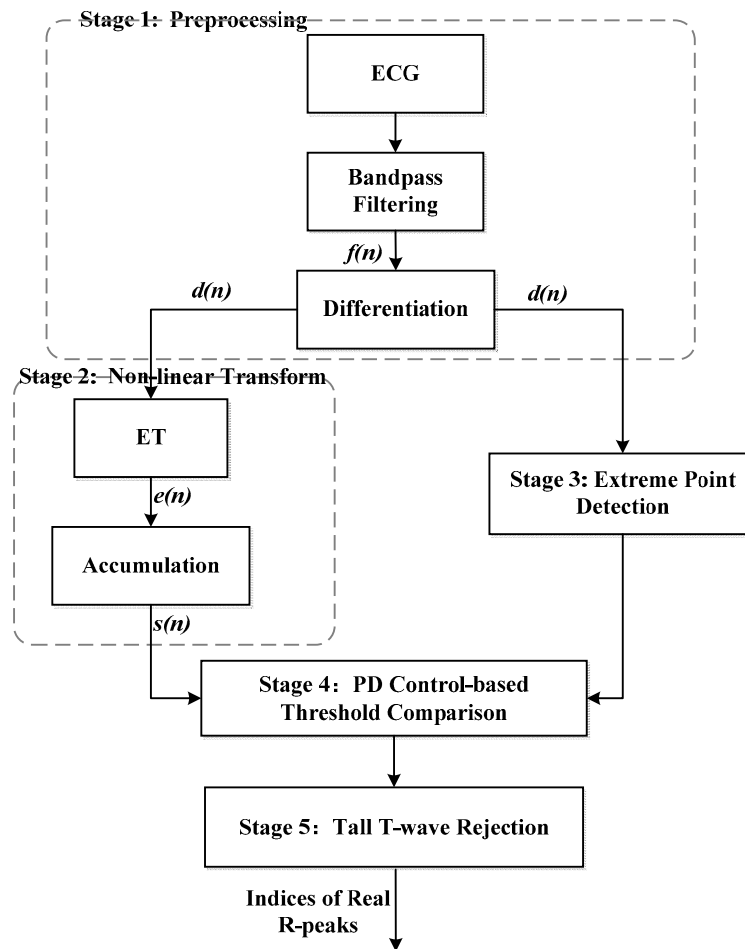 Stage 1: Preprocessing
ECG
Bandpass
Filtering
f(n)
d(n)
Differentiation
d(n)
Stage 2: Non-linear Transform
ET
e(n)
Accumulation
s(n)
Stage 3: Extreme Point
Detection
Stage 4：PD Control-based
Threshold Comparison
Stage 5：Tall T-wave Rejection
Indices of Real
R-peaks